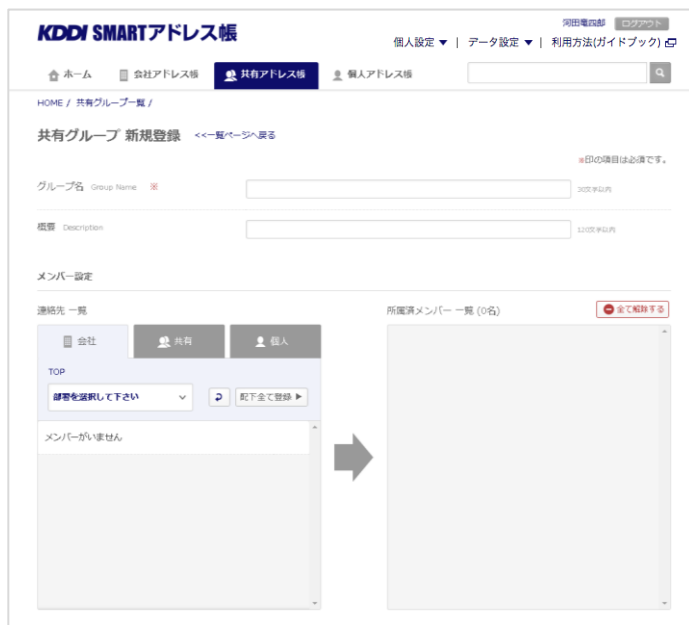 河田竜四郎 ログアウト
KDDI SMARTアドレス帳
個人設定 ▼ | データ設定 ▼ | 利用方法(ガイドブック)
ホーム 会社アドレス帳 共有アドレス帳 個人アドレス帳
HOME / 共有グループ一覧 /
共有グループ 新規登録 <<一覧ページへ戻る
※印の項目は必須です。
グループ名 Group Name ※ 30文字以内
概要 Description 120文字以内
メンバー設定
連絡先 一覧 所属済メンバー 一覧 (0名) 全て解除する
会社 共有 個人
TOP
部署を選択して下さい 配下全て登録 ▶
メンバーがいません